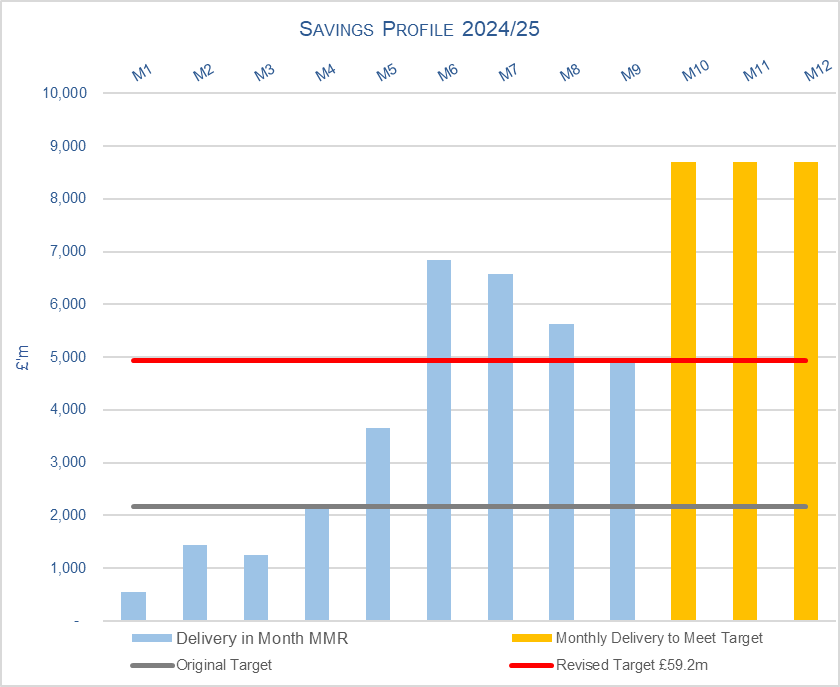 Savings Profile 2024/25
M1 M2 M3 M4 M5 M6 M7 M8 M9 M10 M11 M12
10,000
9,000
8,000
7,000
6,000
£'m
5,000
4,000
3,000
2,000
1,000
-
Delivery in Month MMR Monthly Delivery to Meet Target
Original Target Revised Target £59.2m